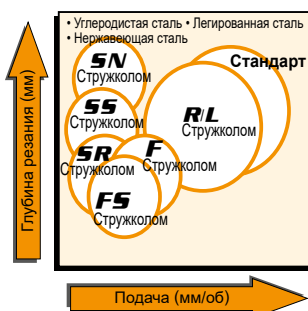 • Углеродистая сталь • Легированная сталь
• Нержавеющая сталь
Стандарт
SN
Стружколом
SS
Стружколом
R/L
Стружколом
SR
Стружколом
F
Стружколом
FS
Стружколом
Глубина резания (мм)
Подача (мм/об)